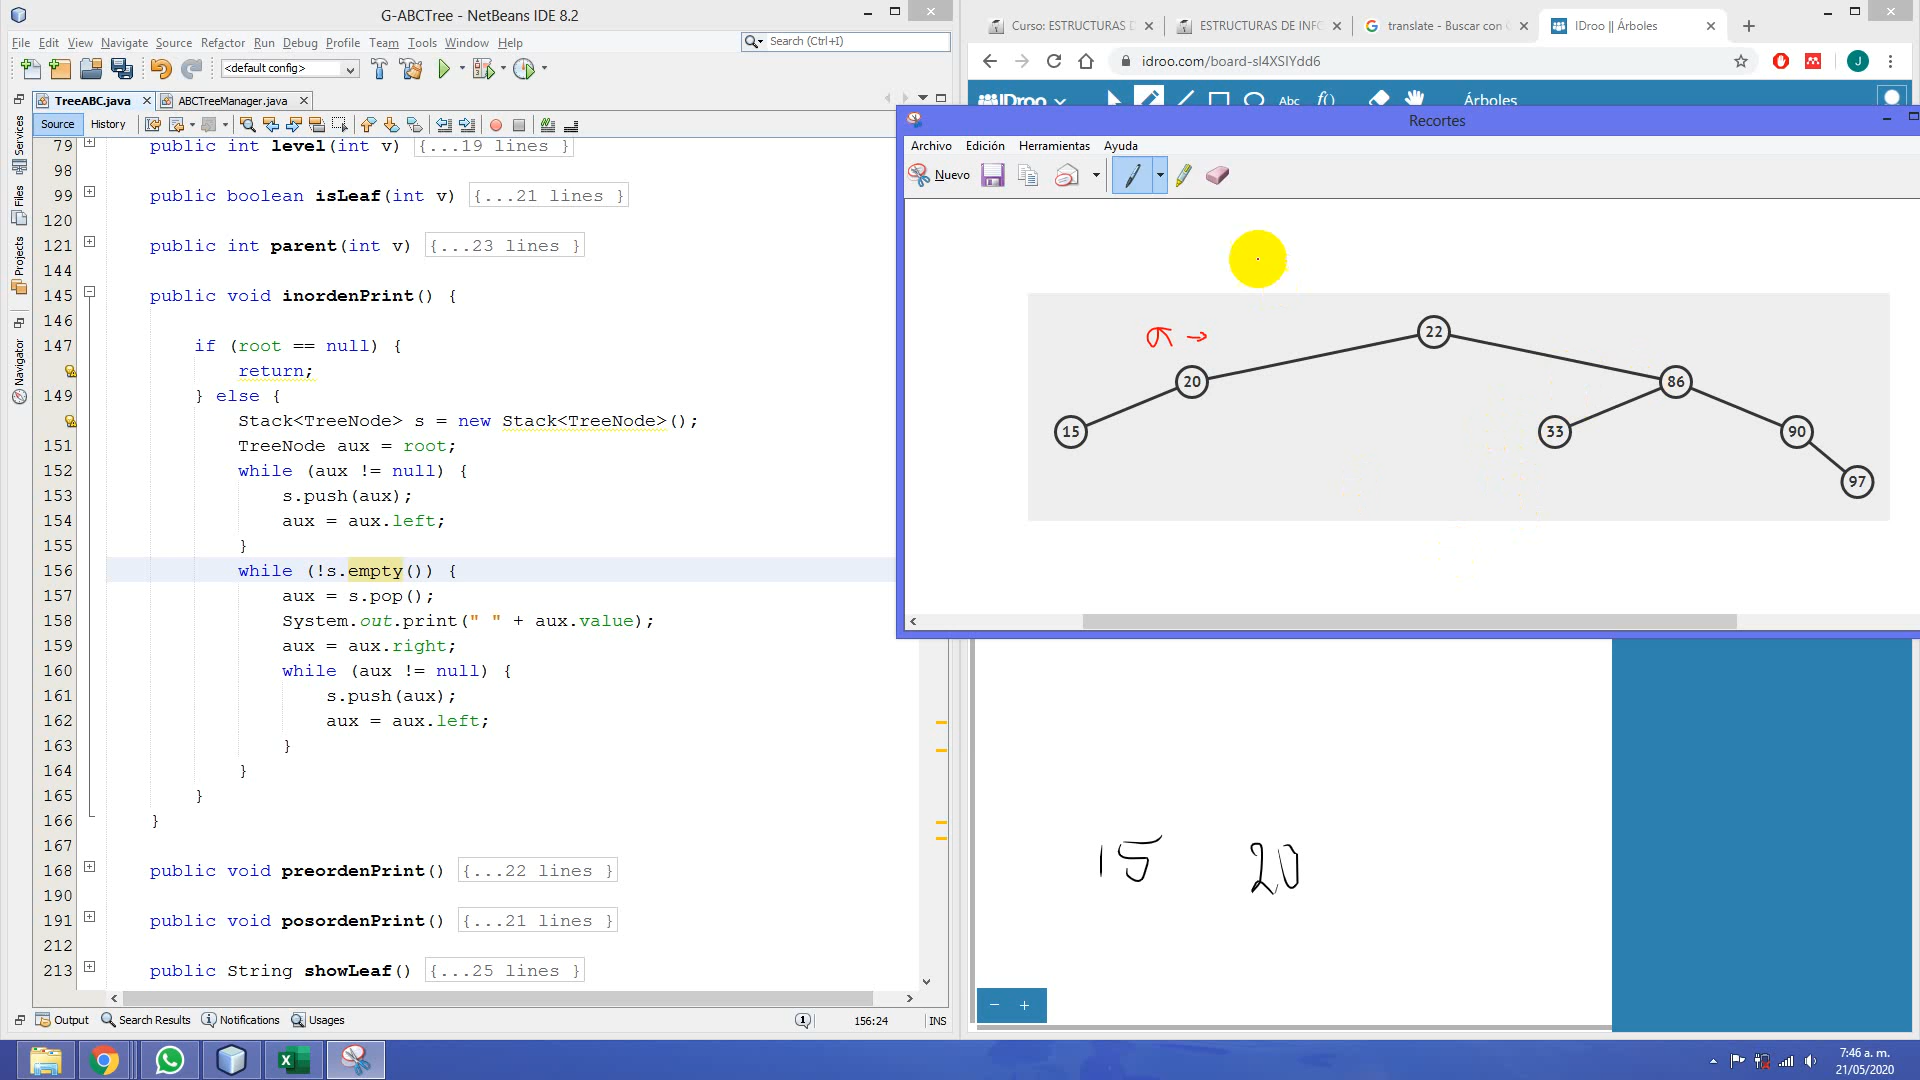 G-ABCTree - NetBeans IDE 8.2
File Edit View Navigate Source Refactor Run Debug Profile Team Tools Window Help
Search (Ctrl+I)
<default config>
TreeABC.java
ABCTreeManager.java
Source History
Services
Files
Projects
Navigator
79 public int level(int v) {...19 lines }
98
99 public boolean isLeaf(int v) {...21 lines }
120
121 public int parent(int v) {...23 lines }
144
145 public void inordenPrint() {
146
147 if (root == null) {
return;
149 } else {
Stack<TreeNode> s = new Stack<TreeNode>();
151 TreeNode aux = root;
152 while (aux != null) {
153 s.push(aux);
154 aux = aux.left;
155 }
156 while (!s.empty()) {
157 aux = s.pop();
158 System.out.print(" " + aux.value);
159 aux = aux.right;
160 while (aux != null) {
161 s.push(aux);
162 aux = aux.left;
163 }
164 }
165 }
166 }
167
168 public void preordenPrint() {...22 lines }
190
191 public void posordenPrint() {...21 lines }
212
213 public String showLeaf() {...25 lines }
Output Search Results Notifications Usages
156:24 INS
Curso: ESTRUCTURAS
ESTRUCTURAS DE INF
translate - Buscar con
IDroo || Árboles
idroo.com/board-sl4XSIYdd6
J
IDroo
Abc
f()
Árboles
Recortes
Archivo Edición Herramientas Ayuda
Nuevo
22
20
86
15
33
90
97
15 20
7:46 a. m.
21/05/2020